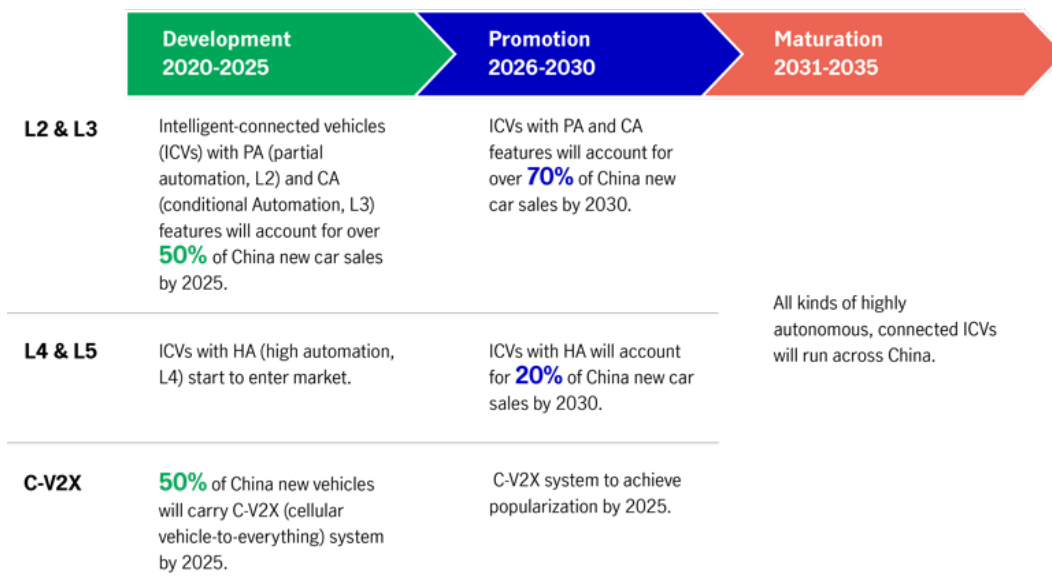 Development
2020-2025
Promotion
2026-2030
Maturation
2031-2035
L2 & L3
Intelligent-connected vehicles
(ICVs) with PA (partial
automation, L2) and CA
(conditional Automation, L3)
features will account for over
50% of China new car sales
by 2025.
ICVs with PA and CA
features will account for
over 70% of China new
car sales by 2030.
L4 & L5
ICVs with HA (high automation,
L4) start to enter market.
ICVs with HA will account
for 20% of China new car
sales by 2030.
C-V2X
50% of China new vehicles
will carry C-V2X (cellular
vehicle-to-everything) system
by 2025.
C-V2X system to achieve
popularization by 2025.
All kinds of highly
autonomous, connected ICVs
will run across China.